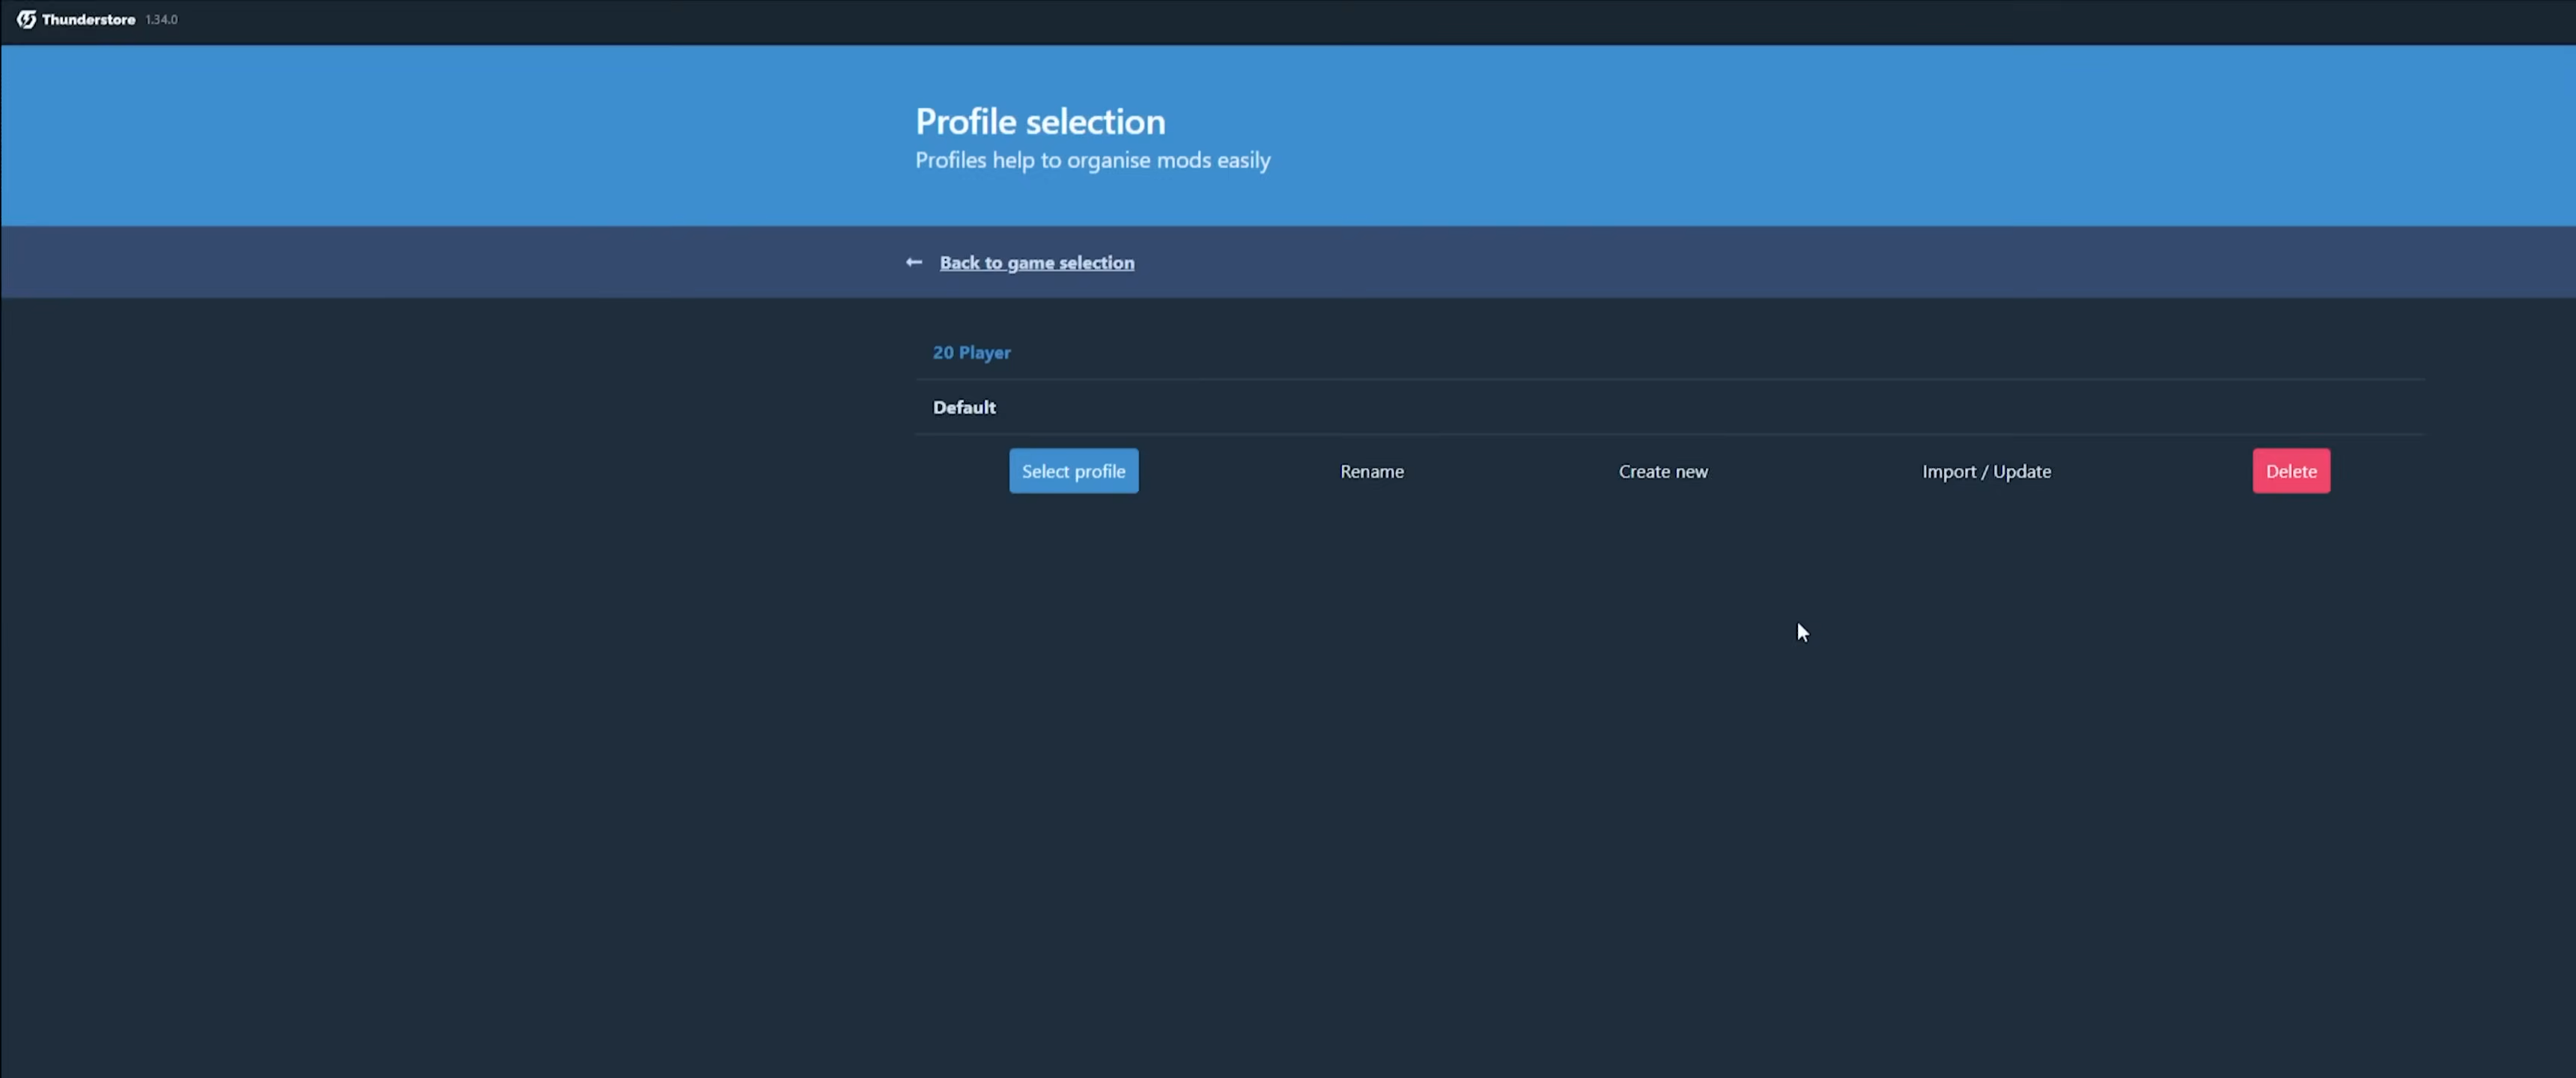 Thunderstore 1.34.0
Profile selection
Profiles help to organise mods easily
Back to game selection
20 Player
Default
Select profile Rename Create new Import / Update Delete